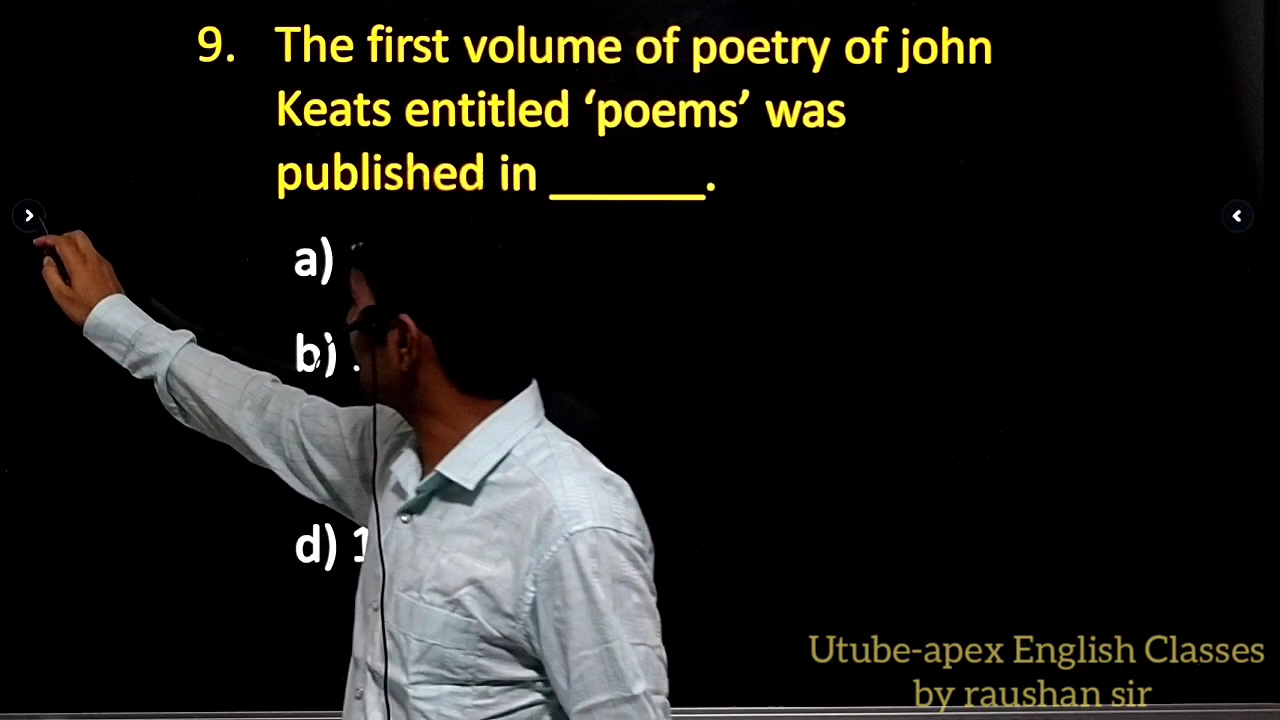 9. The first volume of poetry of john
Keats entitled ‘poems’ was
published in ______.
a)
b)
d) 1
Utube-apex English Classes
by raushan sir